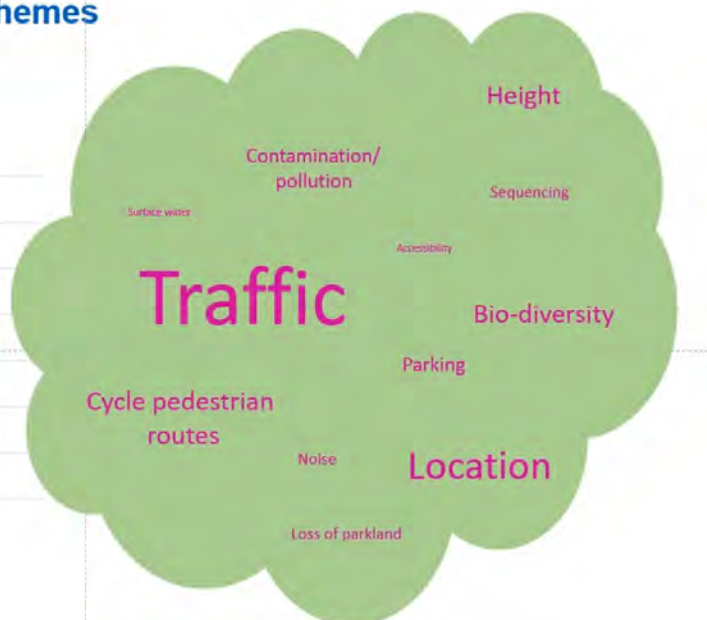 hemes
Height
Contamination/
pollution
Sequencing
Surface water
Accessibility
Traffic
Bio-diversity
Parking
Cycle pedestrian
routes
Noise
Location
Loss of parkland